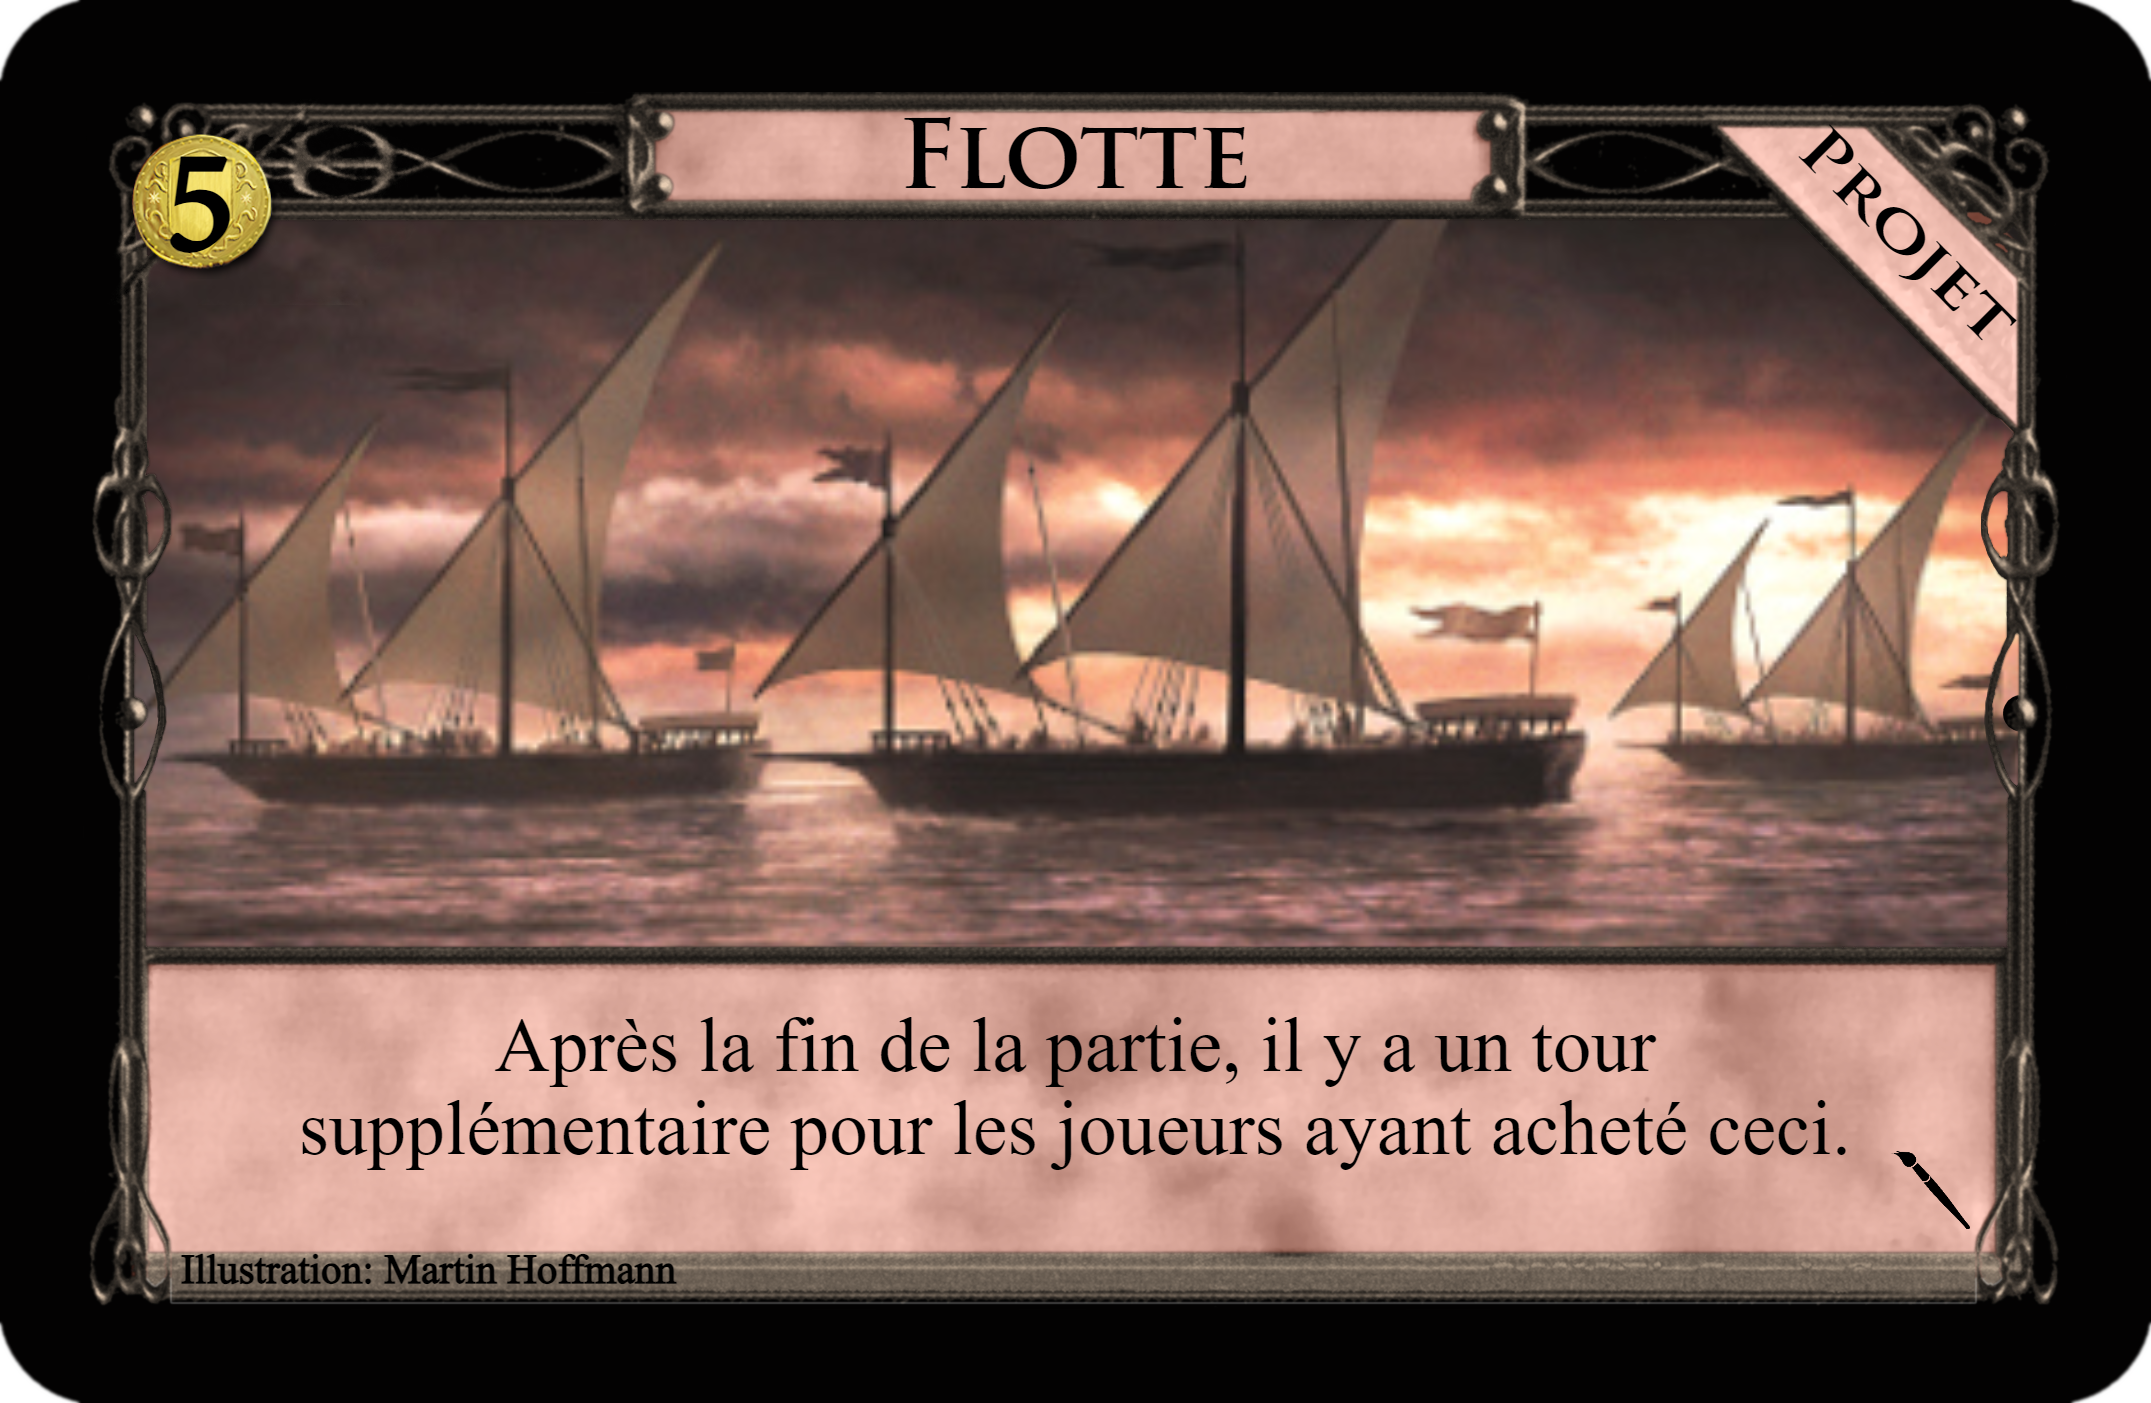 5
FLOTTE
PROJET
Après la fin de la partie, il y a un tour
supplémentaire pour les joueurs ayant acheté ceci.
Illustration: Martin Hoffmann